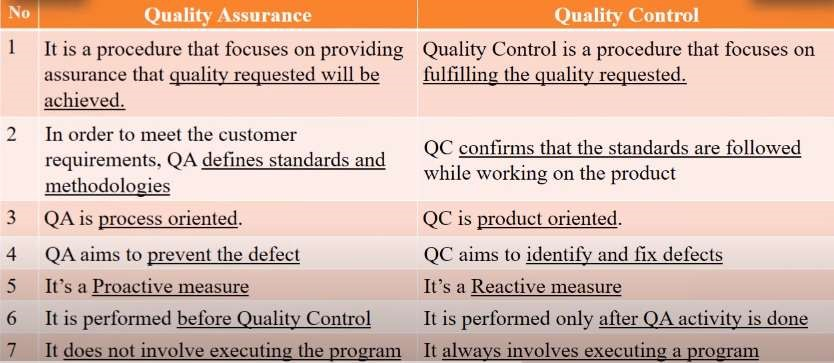 No Quality Assurance Quality Control
1 It is a procedure that focuses on providing Quality Control is a procedure that focuses on
assurance that quality requested will be fulfilling the quality requested.
achieved.
2 In order to meet the customer
requirements, QA defines standards and QC confirms that the standards are followed
methodologies while working on the product
3 QA is process oriented. QC is product oriented.
4 QA aims to prevent the defect QC aims to identify and fix defects
5 It's a Proactive measure It's a Reactive measure
6 It is performed before Quality Control It is performed only after QA activity is done
7 It does not involve executing the program It always involves executing a program